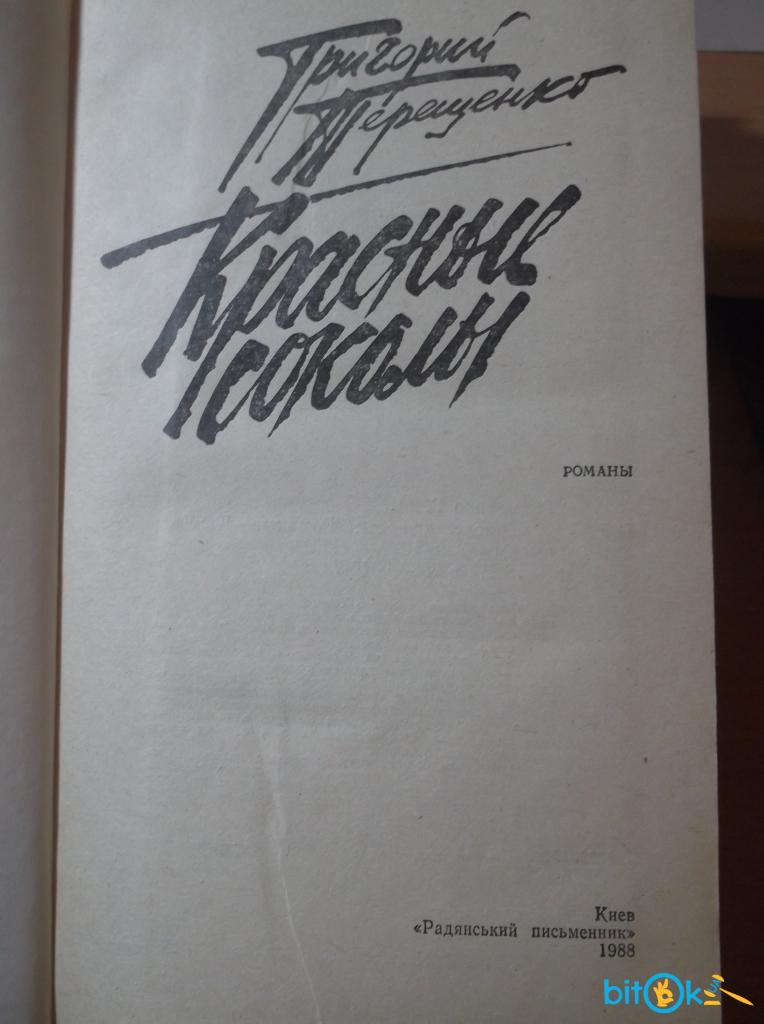 Григорий
Терещенко
Красные
соколы
РОМАНЫ
Киев
«Радянський письменник»
1988
bitOk